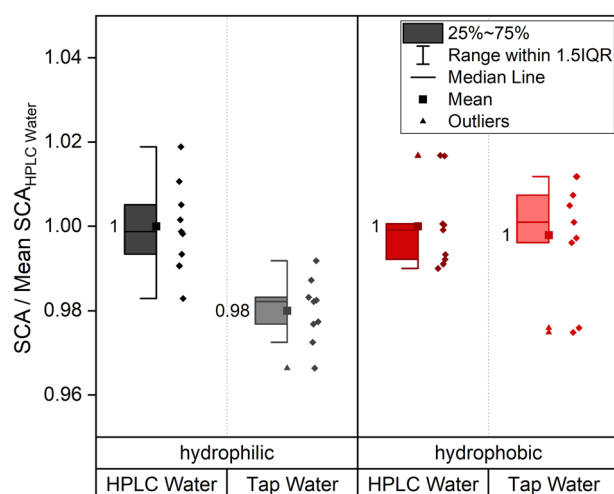 SCA / Mean SCA HPLC Water
1.04
1.02
1.00
0.98
0.96
25%~75%
Range within 1.5IQR
Median Line
Mean
Outliers
1
0.98
1
1
hydrophilic
hydrophobic
HPLC Water
Tap Water
HPLC Water
Tap Water